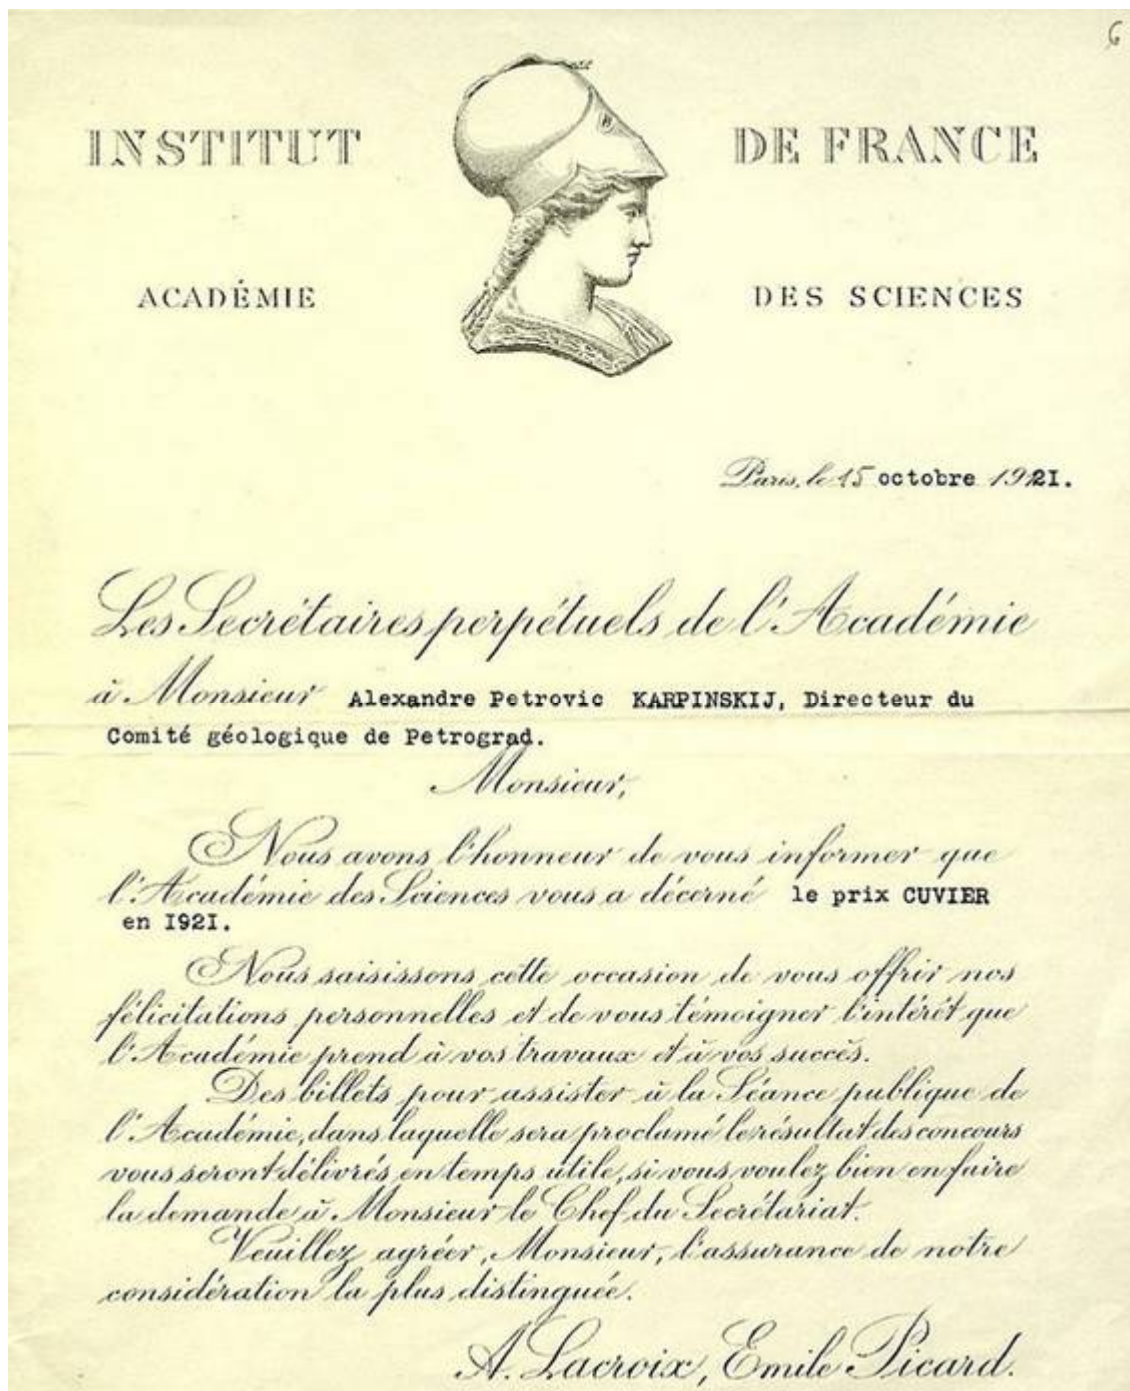 6
INSTITUT DE FRANCE
ACADÉMIE DES SCIENCES
Paris, le 15 octobre 1921.
Les Secrétaires perpétuels de l'Académie
à Monsieur Alexandre Petrovic KARPINSKIJ, Directeur du
Comité géologique de Petrograd.
Monsieur,
Nous avons l'honneur de vous informer que
l'Académie des Sciences vous a décerné le prix CUVIER
en I92I.
Nous saisissons cette occasion de vous offrir nos
félicitations personnelles et de vous témoigner l'intérêt que
l'Académie prend à vos travaux et à vos succès.
Des billets pour assister à la Séance publique de
l'Académie, dans laquelle sera proclamé le résultat des concours
vous seront délivrés en temps utile, si vous voulez bien en faire
la demande à Monsieur le Chef du Secrétariat.
Veuillez agréer, Monsieur, l'assurance de notre
considération la plus distinguée.
A. Lacroix, Emile Picard.